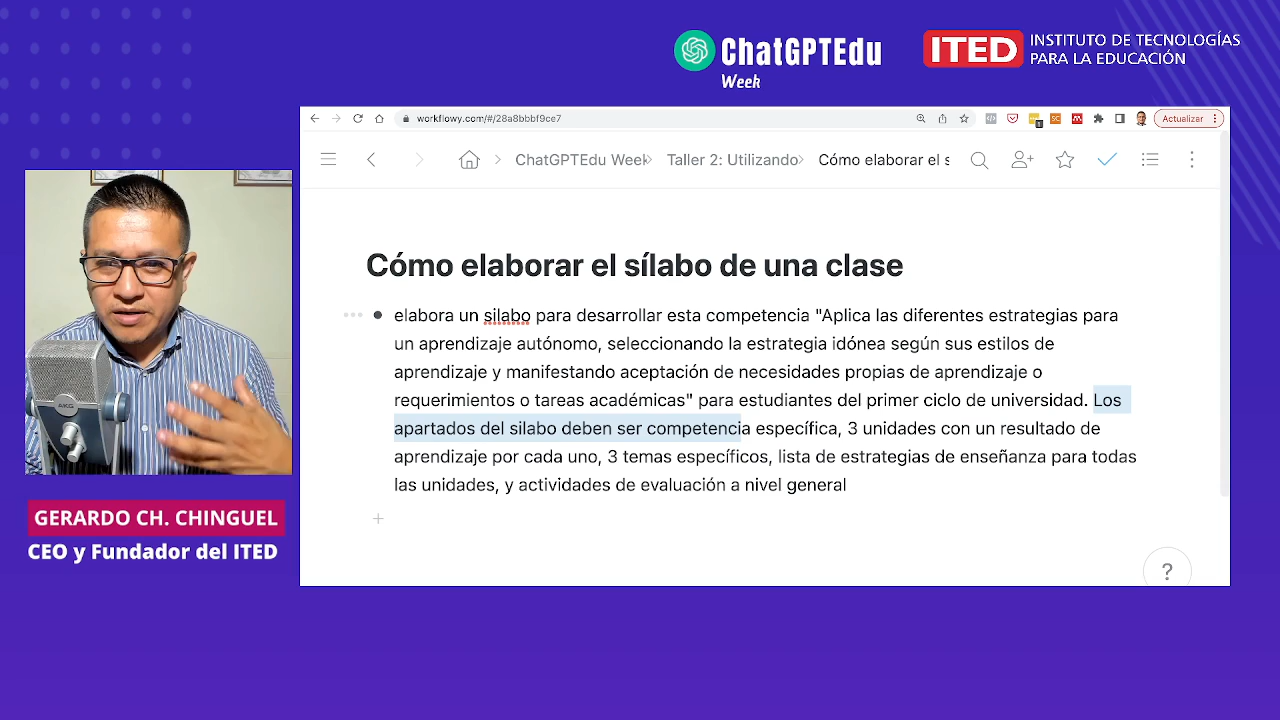 ChatGPTEdu
Week
ITED
INSTITUTO DE TECNOLOGÍAS
PARA LA EDUCACIÓN
workflowy.com/#/28a8bbbf9ce7
SC
1
Actualizar
ChatGPTEdu Week
Taller 2: Utilizando
Cómo elaborar el s
Cómo elaborar el sílabo de una clase
elabora un silabo para desarrollar esta competencia "Aplica las diferentes estrategias para
un aprendizaje autónomo, seleccionando la estrategia idónea según sus estilos de
aprendizaje y manifestando aceptación de necesidades propias de aprendizaje o
requerimientos o tareas académicas" para estudiantes del primer ciclo de universidad. Los
apartados del silabo deben ser competencia específica, 3 unidades con un resultado de
aprendizaje por cada uno, 3 temas específicos, lista de estrategias de enseñanza para todas
las unidades, y actividades de evaluación a nivel general
?
AKG
GERARDO CH. CHINGUEL
CEO y Fundador del ITED